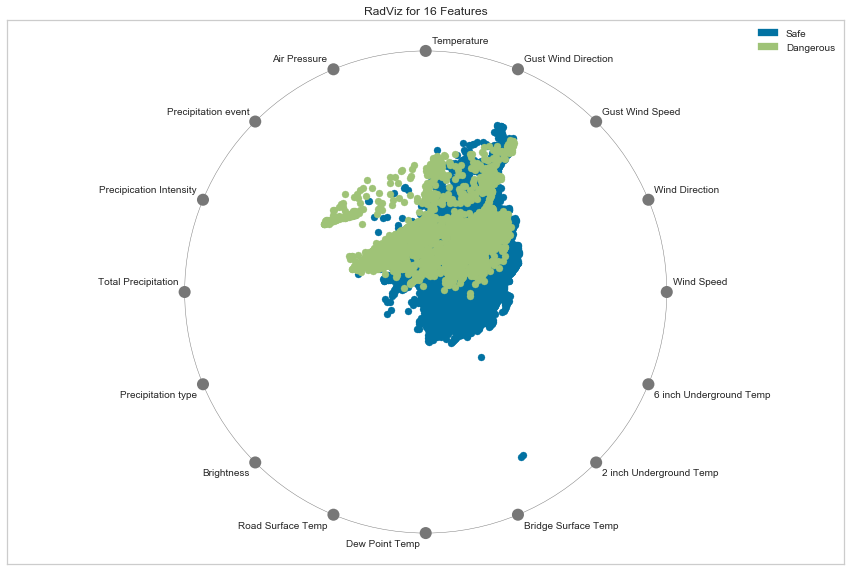 RadViz for 16 Features
Safe
Dangerous
Temperature
Gust Wind Direction
Air Pressure
Gust Wind Speed
Precipitation event
Wind Direction
Precipication Intensity
Wind Speed
Total Precipitation
6 inch Underground Temp
Precipitation type
2 inch Underground Temp
Brightness
Bridge Surface Temp
Road Surface Temp
Dew Point Temp